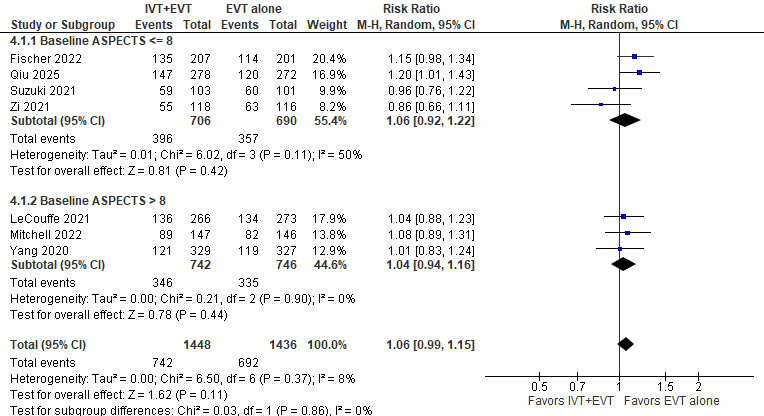 IVT+EVT EVT alone Risk Ratio Risk Ratio
Study or Subgroup Events Total Events Total Weight M-H, Random, 95% CI M-H, Random, 95% CI
4.1.1 Baseline ASPECTS <= 8
Fischer 2022 135 207 114 201 20.4% 1.15 [0.98, 1.34]
Qiu 2025 147 278 120 272 16.9% 1.20 [1.01, 1.43]
Suzuki 2021 59 103 60 101 9.9% 0.96 [0.76, 1.22]
Zi 2021 55 118 63 116 8.2% 0.86 [0.66, 1.11]
Subtotal (95% CI) 706 690 55.4% 1.06 [0.92, 1.22]
Total events 396 357
Heterogeneity: Tau² = 0.01; Chi² = 6.02, df = 3 (P = 0.11); I² = 50%
Test for overall effect: Z = 0.81 (P = 0.42)
4.1.2 Baseline ASPECTS > 8
LeCouffe 2021 136 266 134 273 17.9% 1.04 [0.88, 1.23]
Mitchell 2022 89 147 82 146 13.8% 1.08 [0.89, 1.31]
Yang 2020 121 329 119 327 12.9% 1.01 [0.83, 1.24]
Subtotal (95% CI) 742 746 44.6% 1.04 [0.94, 1.16]
Total events 346 335
Heterogeneity: Tau² = 0.00; Chi² = 0.21, df = 2 (P = 0.90); I² = 0%
Test for overall effect: Z = 0.78 (P = 0.44)
Total (95% CI) 1448 1436 100.0% 1.06 [0.99, 1.15]
Total events 742 692
Heterogeneity: Tau² = 0.00; Chi² = 6.50, df = 6 (P = 0.37); I² = 8%
Test for overall effect: Z = 1.62 (P = 0.11)
Test for subgroup differences: Chi² = 0.03, df = 1 (P = 0.86), I² = 0%
0.5 0.7 1 1.5 2
Favors IVT+EVT Favors EVT alone